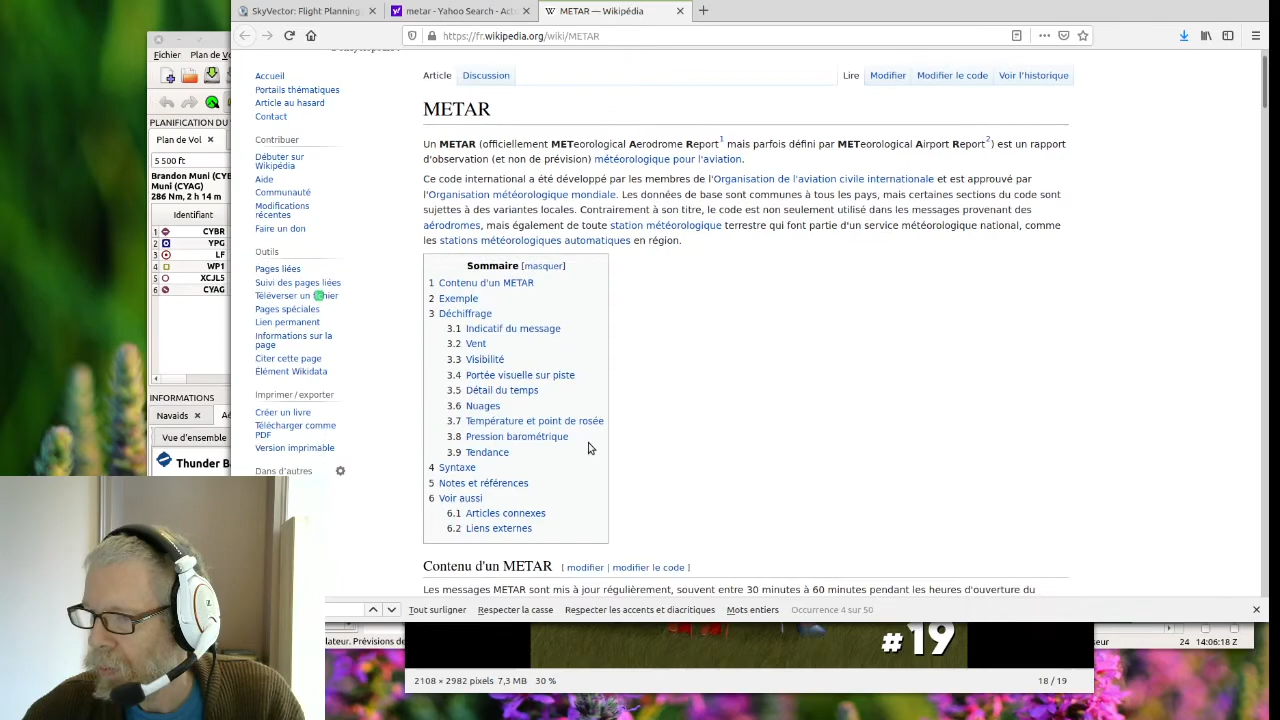 SkyVector: Flight Planning
metar - Yahoo Search - Act
METAR — Wikipédia
https://fr.wikipedia.org/wiki/METAR
Fichier Plan de Vo
PLANIFICATION DU
Plan de Vol
5 500 ft
Brandon Muni (CYB
Muni (CYAG)
286 Nm, 2 h 14 m
Identifiant
1 CYBR
2 YPG
3 LF
4 WP1
5 XCJL5
6 CYAG
INFORMATIONS
Navaids Aé
Vue d'ensemble
Thunder Ba
Accueil
Portails thématiques
Article au hasard
Contact
Contribuer
Débuter sur
Wikipédia
Aide
Communauté
Modifications
récentes
Faire un don
Outils
Pages liées
Suivi des pages liées
Téléverser un fichier
Pages spéciales
Lien permanent
Informations sur la
page
Citer cette page
Élément Wikidata
Imprimer / exporter
Créer un livre
Télécharger comme
PDF
Version imprimable
Dans d'autres
Article Discussion Lire Modifier Modifier le code Voir l'historique
METAR
Un METAR (officiellement METeorological Aerodrome Report1 mais parfois défini par METeorological Airport Report2) est un rapport
d'observation (et non de prévision) météorologique pour l'aviation.
Ce code international a été développé par les membres de l'Organisation de l'aviation civile internationale et est approuvé par
l'Organisation météorologique mondiale. Les données de base sont communes à tous les pays, mais certaines sections du code sont
sujettes à des variantes locales. Contrairement à son titre, le code est non seulement utilisé dans les messages provenant des
aérodromes, mais également de toute station météorologique terrestre qui font partie d'un service météorologique national, comme
les stations météorologiques automatiques en région.
Sommaire [masquer]
1 Contenu d'un METAR
2 Exemple
3 Déchiffrage
3.1 Indicatif du message
3.2 Vent
3.3 Visibilité
3.4 Portée visuelle sur piste
3.5 Détail du temps
3.6 Nuages
3.7 Température et point de rosée
3.8 Pression barométrique
3.9 Tendance
4 Syntaxe
5 Notes et références
6 Voir aussi
6.1 Articles connexes
6.2 Liens externes
Contenu d'un METAR [ modifier | modifier le code ]
Les messages METAR sont mis à jour régulièrement, souvent entre 30 minutes à 60 minutes pendant les heures d'ouverture du
Tout surligner Respecter la casse Respecter les accents et diacritiques Mots entiers Occurrence 4 sur 50
lateur. Prévisions de
seur 24 14:06:18 Z
#19
2108 × 2982 pixels 7,3 MB 30 % 18 / 19